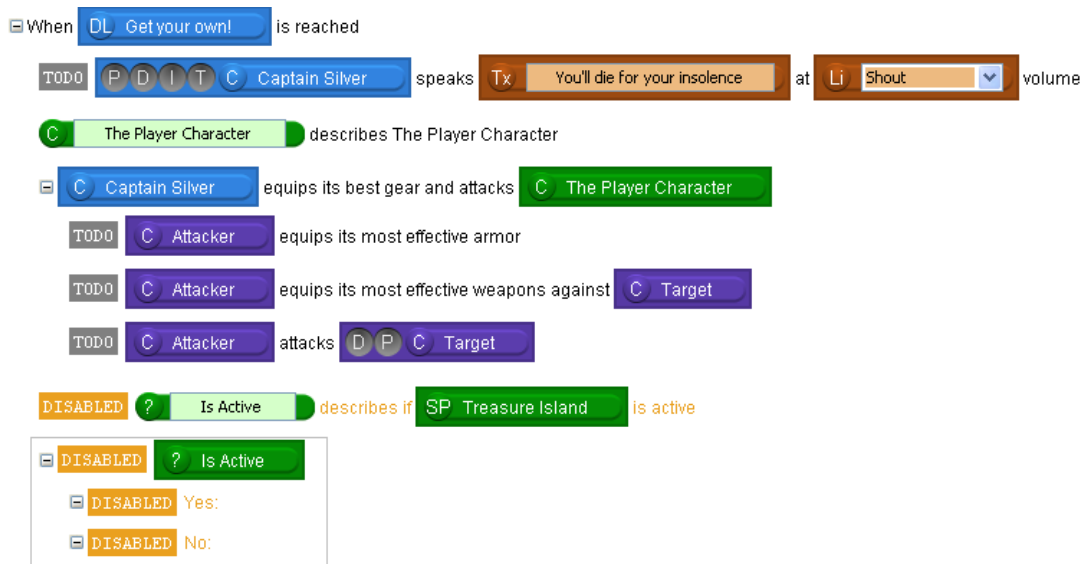 When DL Get your own! is reached
TODO P D I T C Captain Silver speaks Tx You'll die for your insolence at Li Shout volume
C The Player Character describes The Player Character
C Captain Silver equips its best gear and attacks C The Player Character
TODO C Attacker equips its most effective armor
TODO C Attacker equips its most effective weapons against C Target
TODO C Attacker attacks D P C Target
DISABLED ? Is Active describes if SP Treasure Island is active
DISABLED ? Is Active
DISABLED Yes:
DISABLED No: